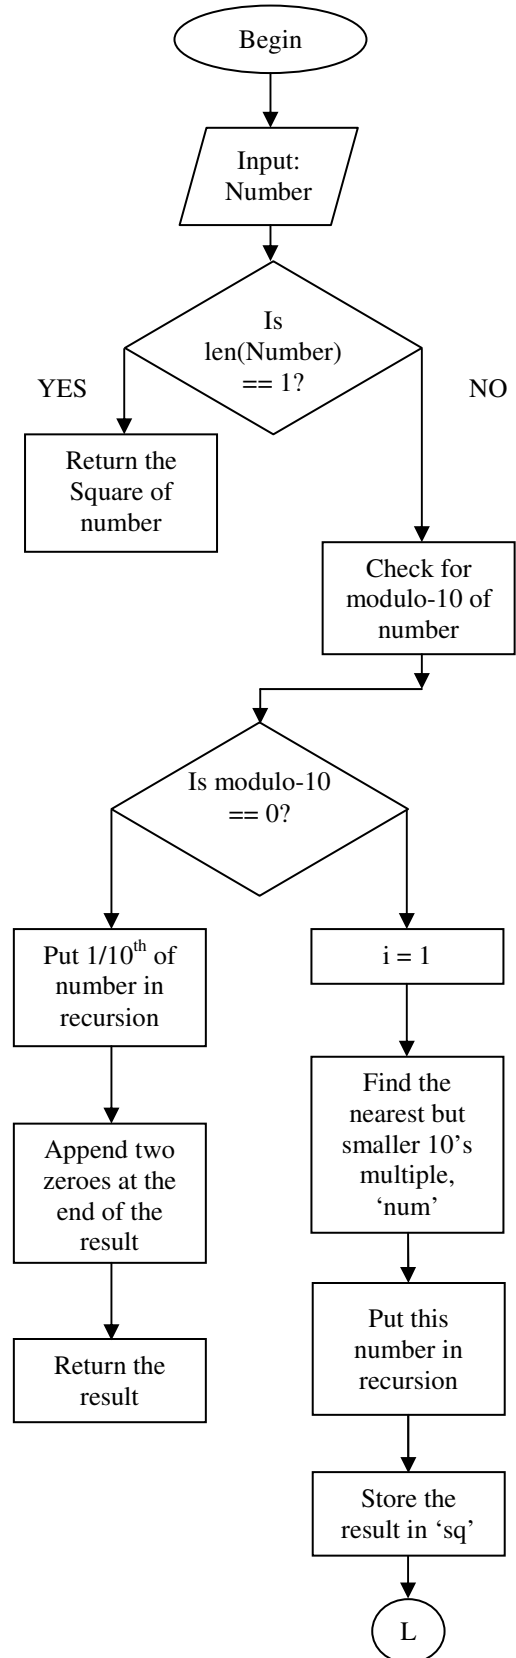 Begin
Input:
Number
Is
len(Number)
== 1?
YES
NO
Return the
Square of
number
Check for
modulo-10 of
number
Is modulo-10
== 0?
Put 1/10th of
number in
recursion
Append two
zeroes at the
end of the
result
Return the
result
i = 1
Find the
nearest but
smaller 10’s
multiple,
‘num’
Put this
number in
recursion
Store the
result in ‘sq’
L